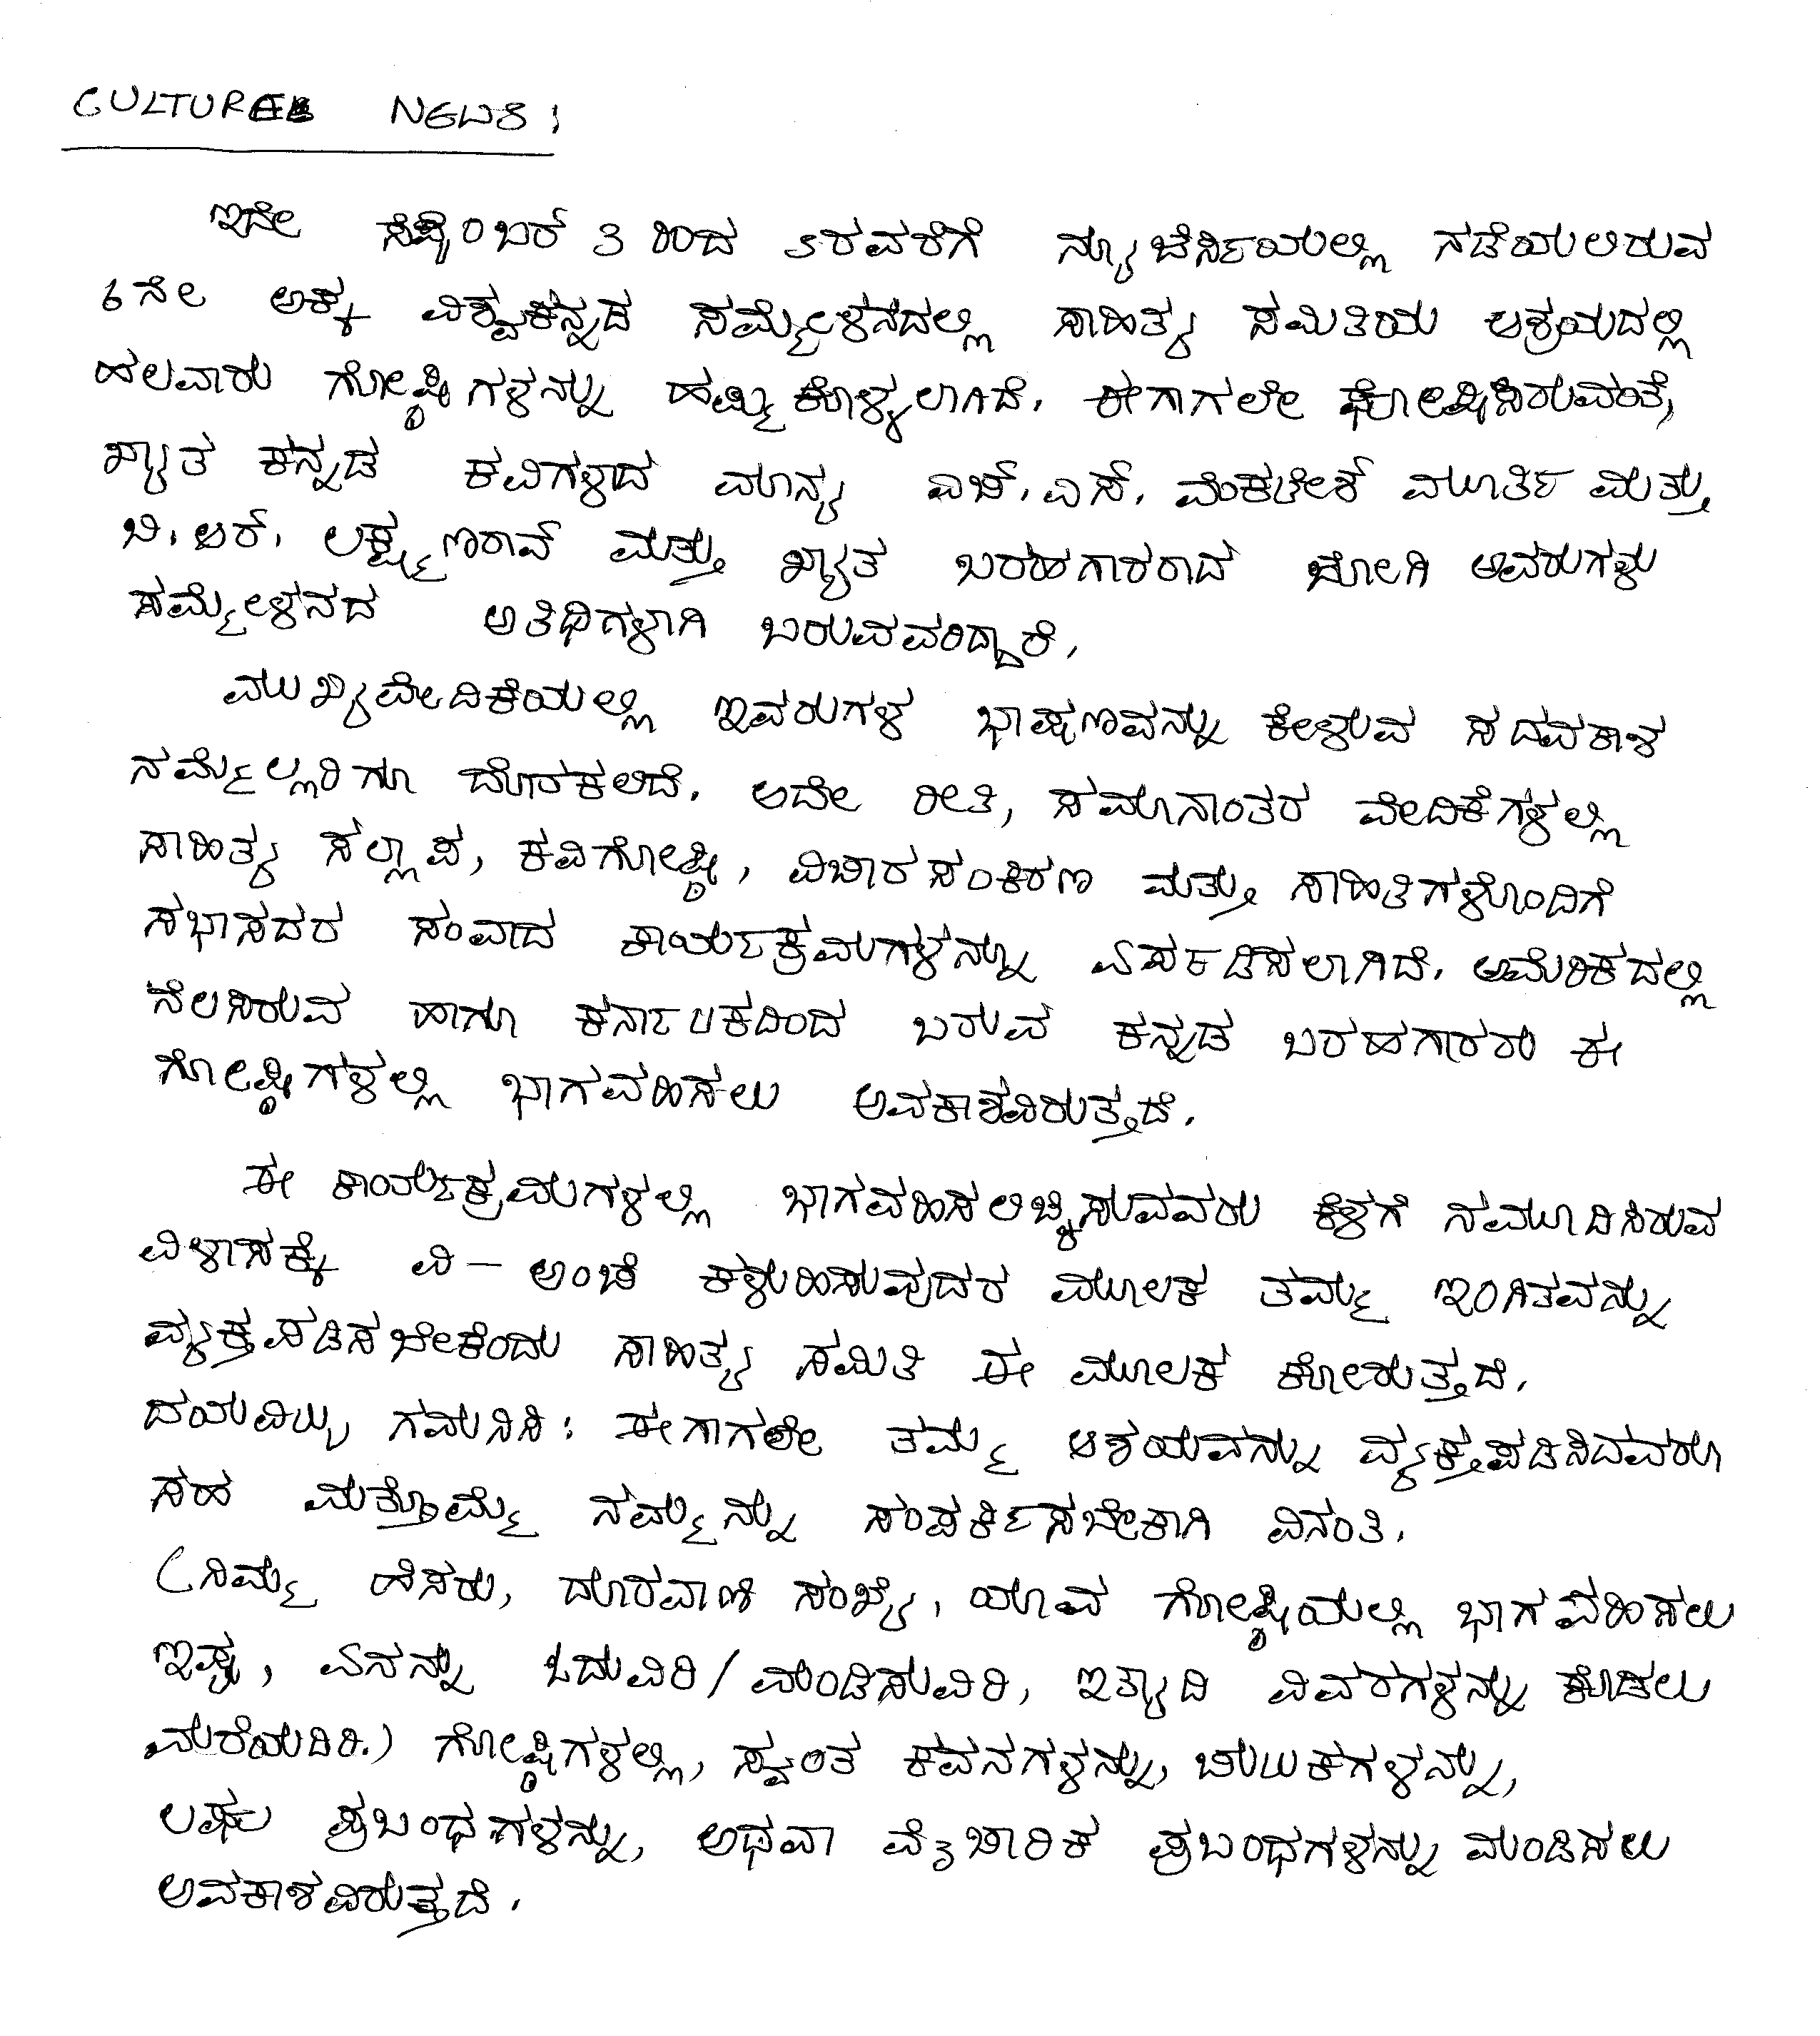 CULTURE NEWS:
ಇದೇ ಸೆಪ್ಟೆಂಬರ್ 3 ರಿಂದ 5ರವರೆಗೆ ನ್ಯೂಜೆರ್ಸಿಯಲ್ಲಿ ನಡೆಯಲಿರುವ
6ನೇ ಅಕ್ಕ ವಿಶ್ವಕನ್ನಡ ಸಮ್ಮೇಳನದಲ್ಲಿ ಸಾಹಿತ್ಯ ಸಮಿತಿಯ ಆಶ್ರಯದಲ್ಲಿ
ಹಲವಾರು ಗೋಷ್ಠಿಗಳನ್ನು ಹಮ್ಮಿಕೊಳ್ಳಲಾಗಿದೆ. ಈಗಾಗಲೇ ಘೋಷಿಸಿರುವಂತೆ,
ಖ್ಯಾತ ಕನ್ನಡ ಕವಿಗಳಾದ ಮಾನ್ಯ ಎಚ್. ಎಸ್. ವೆಂಕಟೇಶ್ ಮೂರ್ತಿ ಮತ್ತು
ಬಿ. ಆರ್. ಲಕ್ಷ್ಮಣರಾವ್ ಮತ್ತು ಖ್ಯಾತ ಬರಹಗಾರರಾದ ಜೋಗಿ ಅವರುಗಳು
ಸಮ್ಮೇಳನದ ಅತಿಥಿಗಳಾಗಿ ಬರುವವರಿದ್ದಾರೆ.
ಮುಖ್ಯವೇದಿಕೆಯಲ್ಲಿ ಇವರುಗಳ ಭಾಷಣವನ್ನು ಕೇಳುವ ಸದವಕಾಶ
ನಮ್ಮೆಲ್ಲರಿಗೂ ದೊರಕಲಿದೆ. ಅದೇ ರೀತಿ, ಸಮಾನಾಂತರ ವೇದಿಕೆಗಳಲ್ಲಿ
ಸಾಹಿತ್ಯ ಸಲ್ಲಾಪ, ಕವಿಗೋಷ್ಠಿ, ವಿಚಾರಸಂಕಿರಣ ಮತ್ತು ಸಾಹಿತಿಗಳೊಂದಿಗೆ
ಸಭಾಸದರ ಸಂವಾದ ಕಾರ್ಯಕ್ರಮಗಳನ್ನು ಏರ್ಪಡಿಸಲಾಗಿದೆ. ಅಮೆರಿಕದಲ್ಲಿ
ನೆಲಸಿರುವ ಹಾಗೂ ಕರ್ನಾಟಕದಿಂದ ಬರುವ ಕನ್ನಡ ಬರಹಗಾರರು ಈ
ಗೋಷ್ಠಿಗಳಲ್ಲಿ ಭಾಗವಹಿಸಲು ಅವಕಾಶವಿರುತ್ತದೆ.
ಈ ಕಾರ್ಯಕ್ರಮಗಳಲ್ಲಿ ಭಾಗವಹಿಸಲಿಚ್ಛಿಸುವವರು ಕೆಳಗೆ ನಮೂದಿಸಿರುವ
ವಿಳಾಸಕ್ಕೆ ವಿ-ಅಂಚೆ ಕಳುಹಿಸುವುದರ ಮೂಲಕ ತಮ್ಮ ಇಂಗಿತವನ್ನು
ವ್ಯಕ್ತಪಡಿಸಬೇಕೆಂದು ಸಾಹಿತ್ಯ ಸಮಿತಿ ಈ ಮೂಲಕ ಕೋರುತ್ತದೆ.
ದಯವಿಟ್ಟು ಗಮನಿಸಿ: ಈಗಾಗಲೇ ತಮ್ಮ ಆಶಯವನ್ನು ವ್ಯಕ್ತಪಡಿಸಿದವರೂ
ಸಹ ಮತ್ತೊಮ್ಮೆ ನಮ್ಮನ್ನು ಸಂಪರ್ಕಿಸಬೇಕಾಗಿ ವಿನಂತಿ.
(ನಿಮ್ಮ ಹೆಸರು, ದೂರವಾಣಿ ಸಂಖ್ಯೆ, ಯಾವ ಗೋಷ್ಠಿಯಲ್ಲಿ ಭಾಗವಹಿಸಲು
ಇಷ್ಟ, ಏನನ್ನು ಓದುವಿರಿ/ಮಂಡಿಸುವಿರಿ, ಇತ್ಯಾದಿ ವಿವರಗಳನ್ನು ಕೊಡಲು
ಮರೆಯದಿರಿ.) ಗೋಷ್ಠಿಗಳಲ್ಲಿ, ಸ್ವಂತ ಕವನಗಳನ್ನು, ಚುಟುಕಗಳನ್ನು,
ಲಘು ಪ್ರಬಂಧಗಳನ್ನು, ಅಥವಾ ವೈಚಾರಿಕ ಪ್ರಬಂಧಗಳನ್ನು ಮಂಡಿಸಲು
ಅವಕಾಶವಿರುತ್ತದೆ.